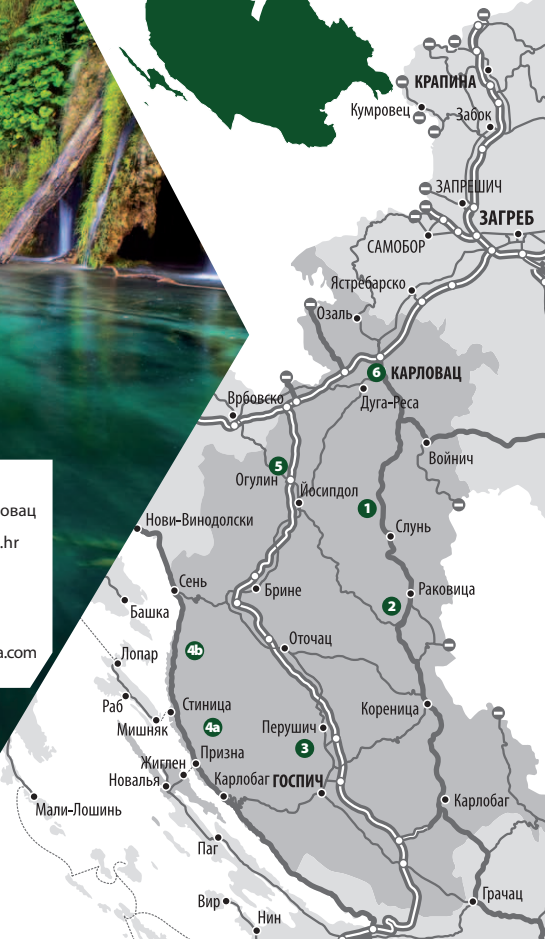 КРАПИНА
Кумровец
Забок
ЗАПРЕШИЧ
ЗАГРЕБ
САМОБОР
Ястребарско
Озаль
6 КАРЛОВАЦ
Дуга-Реса
Врбовско
Войнич
5
Огулин
Йосипдол
1
Слунь
овац
.hr
Нови-Винодолски
Сень
Брине
Раковица
2
Башка
a.com
Оточац
4b
Лопар
Раб
Стиница
Мишняк
4a
Кореница
Перушич
3
Призна
Жиглен
Новалья
Карлобаг
ГОСПИЧ
Карлобаг
Мали-Лошинь
Паг
Грачац
Вир
Нин